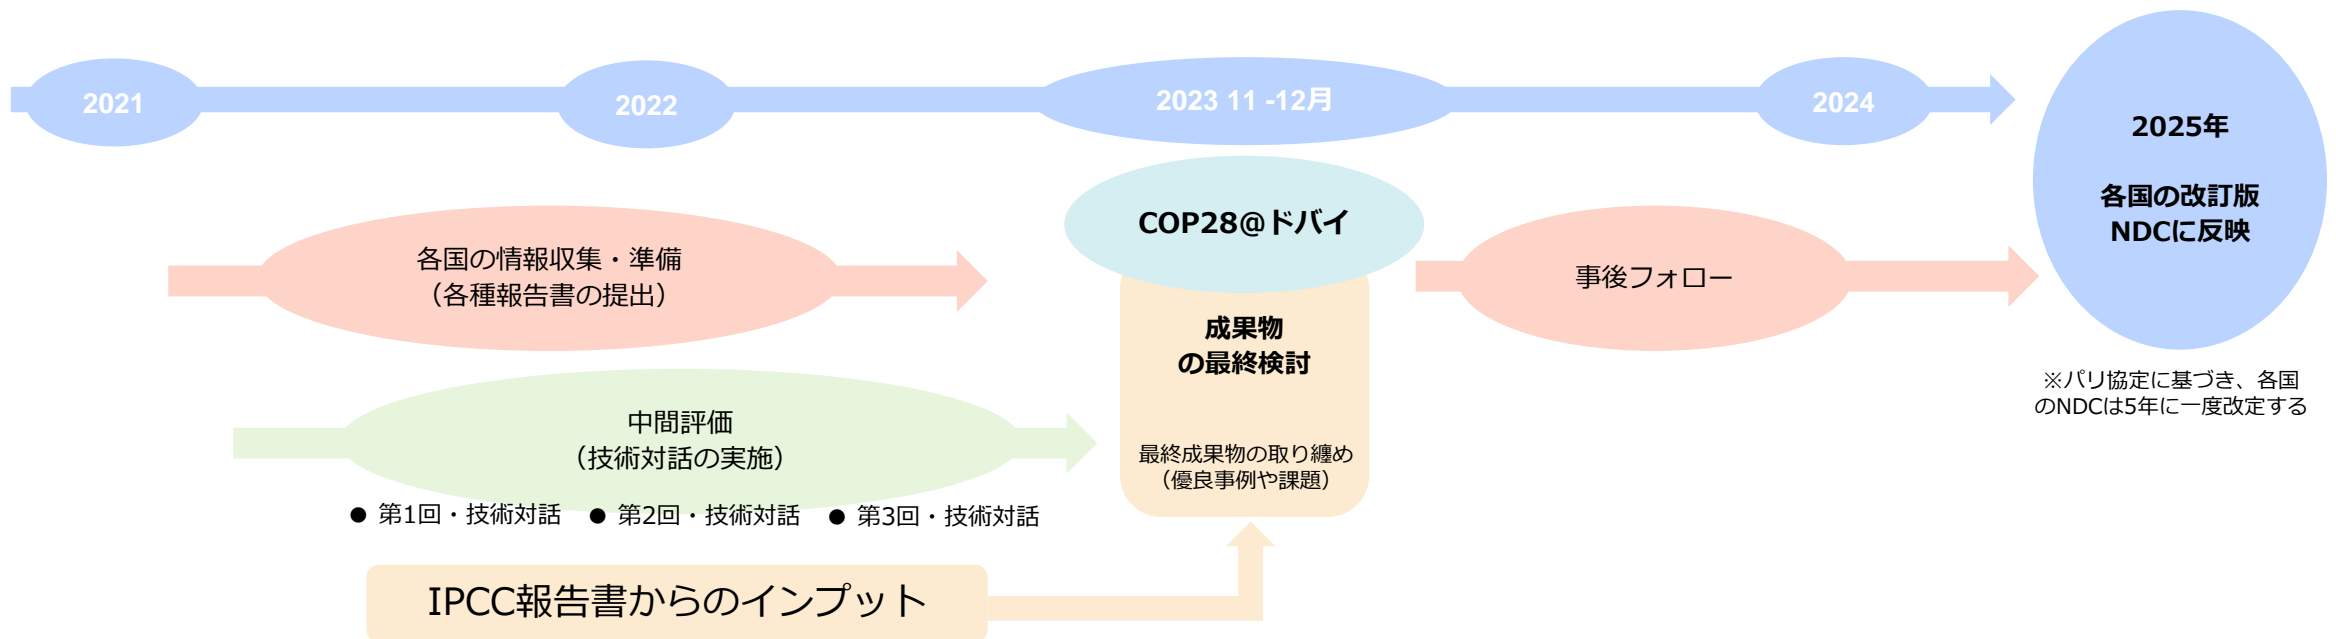 2021
2022
2023 11 -12月
2024
2025年
各国の改訂版
NDCに反映
※パリ協定に基づき、各国
のNDCは5年に一度改定する
各国の情報収集・準備
（各種報告書の提出）
COP28@ドバイ
成果物
の最終検討
最終成果物の取り纏め
（優良事例や課題）
事後フォロー
中間評価
（技術対話の実施）
● 第1回・技術対話 ● 第2回・技術対話 ● 第3回・技術対話
IPCC報告書からのインプット